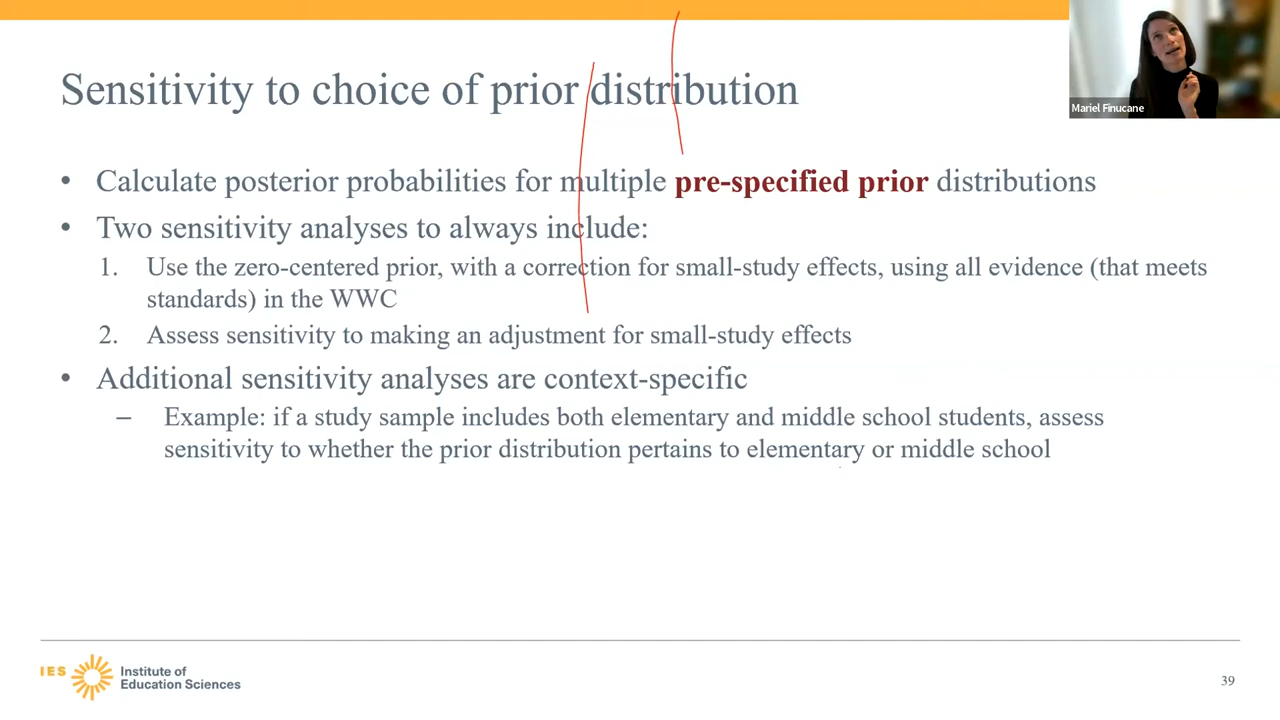 Sensitivity to choice of prior distribution
Mariel Finucane
• Calculate posterior probabilities for multiple pre-specified prior distributions
• Two sensitivity analyses to always include:
1. Use the zero-centered prior, with a correction for small-study effects, using all evidence (that meets
standards) in the WWC
2. Assess sensitivity to making an adjustment for small-study effects
• Additional sensitivity analyses are context-specific
– Example: if a study sample includes both elementary and middle school students, assess
sensitivity to whether the prior distribution pertains to elementary or middle school
IES Institute of
Education Sciences
39